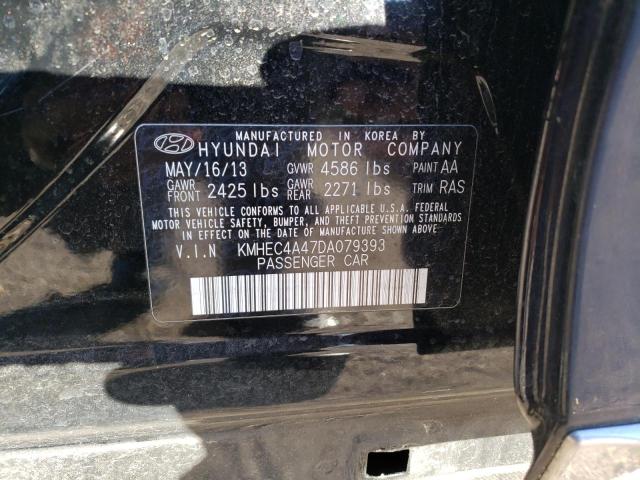 MANUFACTURED IN KOREA BY
HYUNDAI MOTOR COMPANY
MAY/16/13 GVWR 4586 lbs PAINT AA
GAWR FRONT 2425 lbs GAWR REAR 2271 lbs TRIM RAS
THIS VEHICLE CONFORMS TO ALL APPLICABLE U.S.A. FEDERAL
MOTOR VEHICLE SAFETY, BUMPER, AND THEFT PREVENTION STANDARDS
IN EFFECT ON THE DATE OF MANUFACTURE SHOWN ABOVE.
V.I.N KMHEC4A47DA079393
PASSENGER CAR